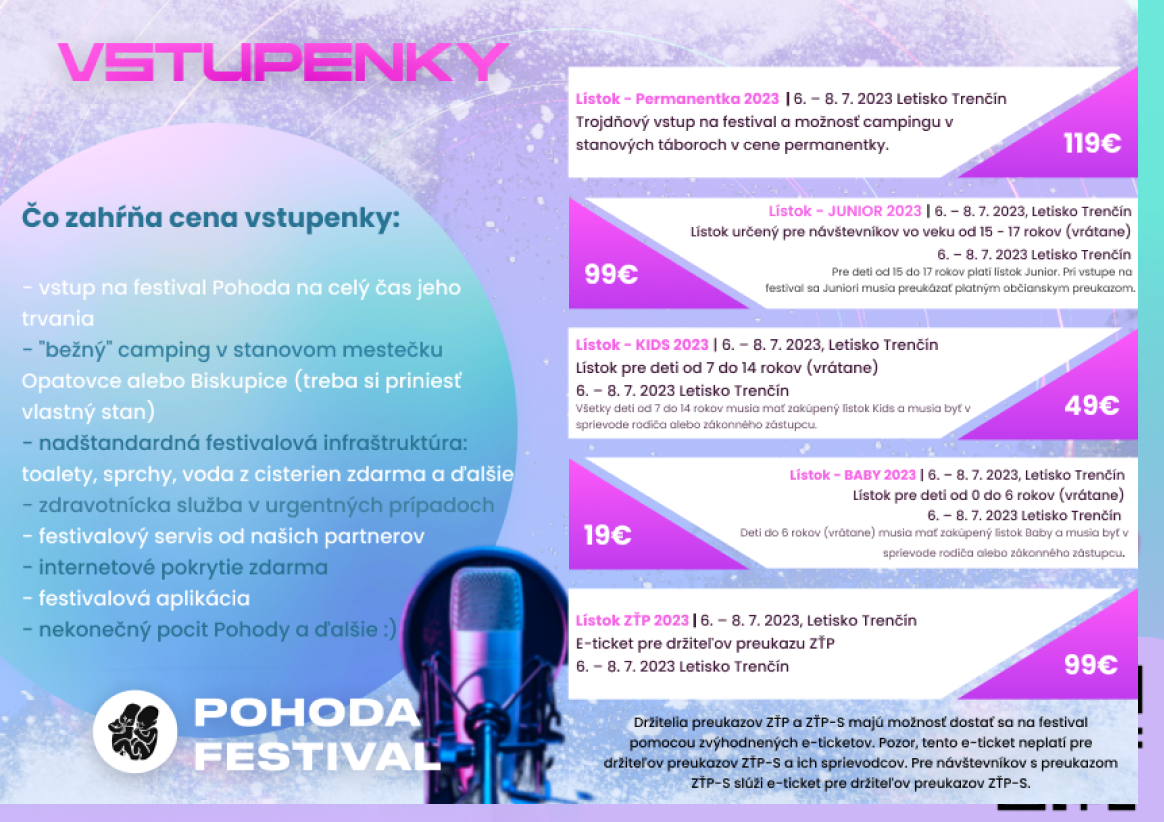 VSTUPENKY
Čo zahŕňa cena vstupenky:
- vstup na festival Pohoda na celý čas jeho
trvania
- "bežný" camping v stanovom mestečku
Opatovce alebo Biskupice (treba si priniesť
vlastný stan)
- nadštandardná festivalová infraštruktúra:
toalety, sprchy, voda z cisterien zdarma a ďalšie
- zdravotnícka služba v urgentných prípadoch
- festivalový servis od našich partnerov
- internetové pokrytie zdarma
- festivalová aplikácia
- nekonečný pocit Pohody a ďalšie :)
POHODA
FESTIVAL
Lístok - Permanentka 2023 | 6. – 8. 7. 2023 Letisko Trenčín
Trojdňový vstup na festival a možnosť campingu v
stanových táboroch v cene permanentky.
119€
Lístok - JUNIOR 2023 | 6. – 8. 7. 2023, Letisko Trenčín
Lístok určený pre návštevníkov vo veku od 15 - 17 rokov (vrátane)
6. – 8. 7. 2023 Letisko Trenčín
Pre deti od 15 do 17 rokov platí lístok Junior. Pri vstupe na
festival sa Juniori musia preukázať platným občianskym preukazom.
99€
Lístok - KIDS 2023 | 6. – 8. 7. 2023, Letisko Trenčín
Lístok pre deti od 7 do 14 rokov (vrátane)
6. – 8. 7. 2023 Letisko Trenčín
Všetky deti od 7 do 14 rokov musia mať zakúpený lístok Kids a musia byť v
sprievode rodiča alebo zákonného zástupcu.
49€
Lístok - BABY 2023 | 6. – 8. 7. 2023, Letisko Trenčín
Lístok pre deti od 0 do 6 rokov (vrátane)
6. – 8. 7. 2023 Letisko Trenčín
Deti do 6 rokov (vrátane) musia mať zakúpený lístok Baby a musia byť v
sprievode rodiča alebo zákonného zástupcu.
19€
Lístok ZŤP 2023 | 6. – 8. 7. 2023, Letisko Trenčín
E-ticket pre držiteľov preukazu ZŤP
6. – 8. 7. 2023 Letisko Trenčín
99€
Držitelia preukazov ZŤP a ZŤP-S majú možnosť dostať sa na festival
pomocou zvýhodnených e-ticketov. Pozor, tento e-ticket neplatí pre
držiteľov preukazov ZŤP-S a ich sprievodcov. Pre návštevníkov s preukazom
ZŤP-S slúži e-ticket pre držiteľov preukazov ZŤP-S.